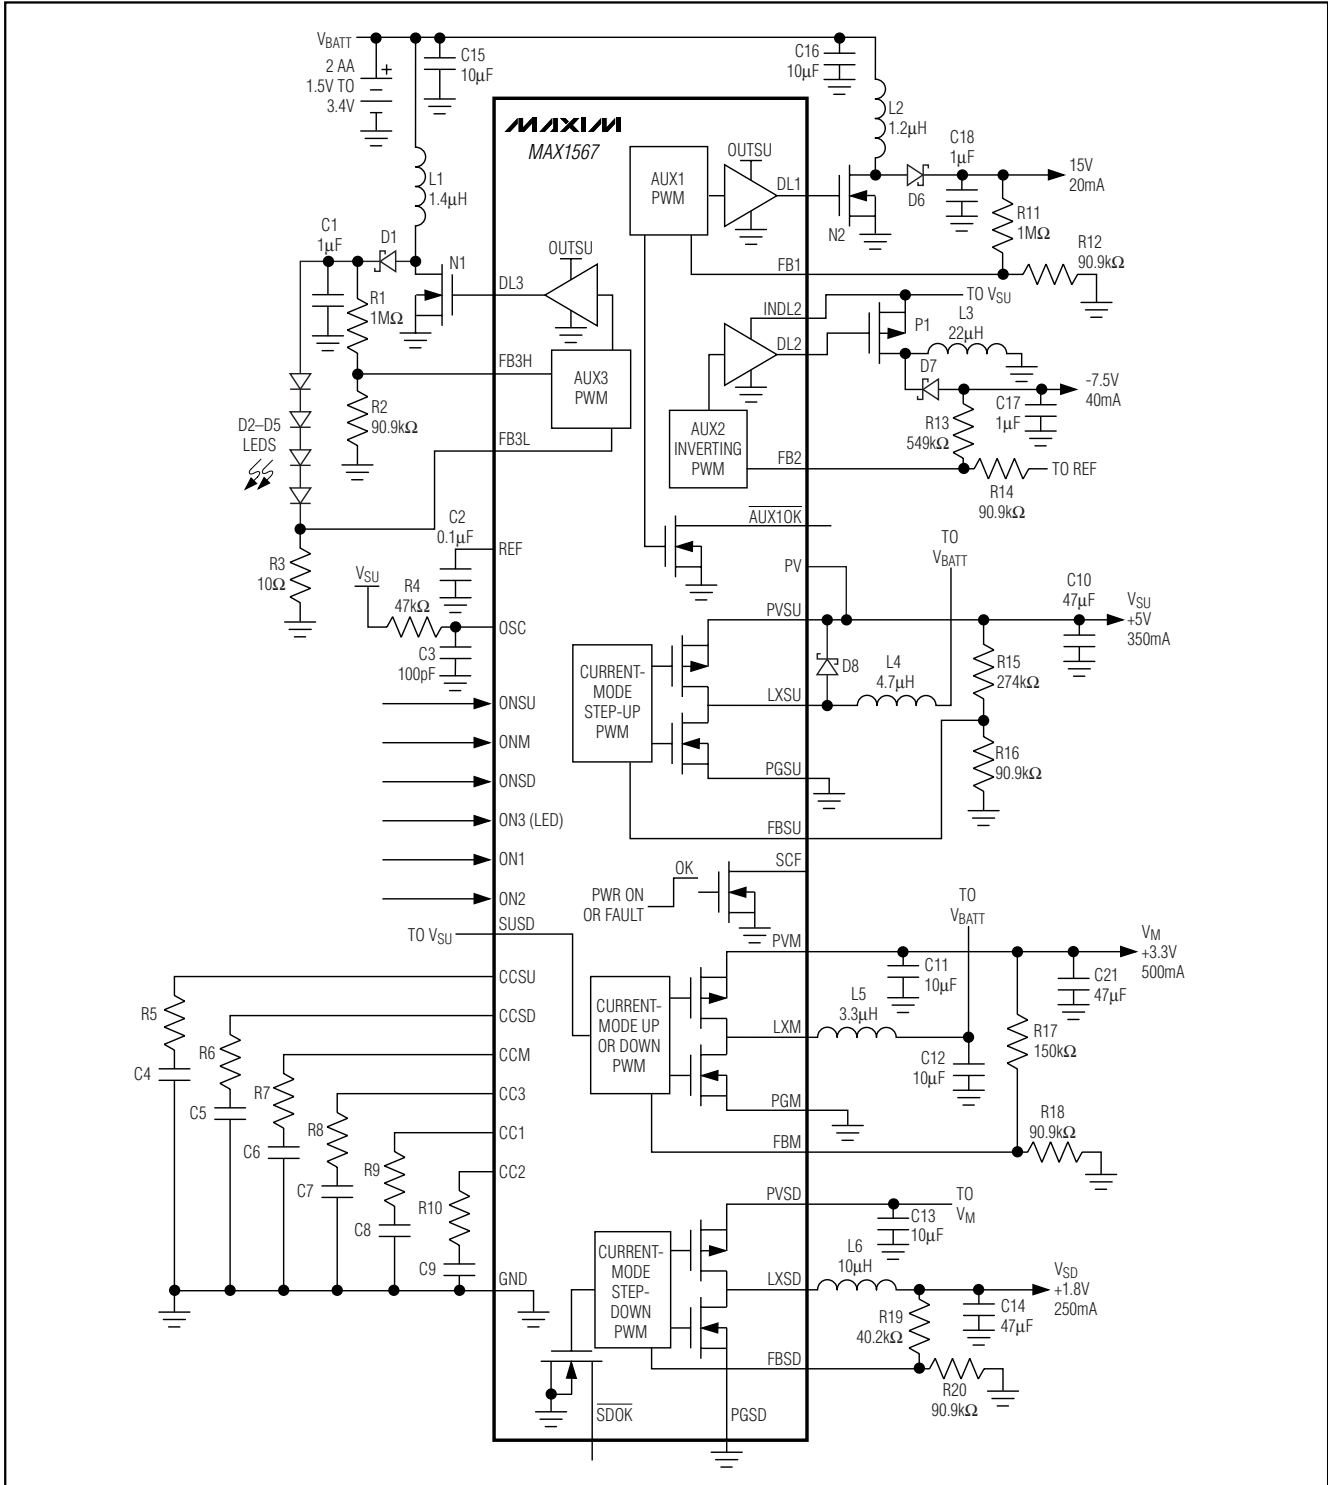 VBATT
2 AA
1.5V TO
3.4V
+
C15
10μF
C16
10μF
L2
1.2μH
MAXIM
MAX1567
L1
1.4μH
C1
1μF
D1
N1
R1
1MΩ
R2
90.9kΩ
D2–D5
LEDS
R3
10Ω
OUTSU
DL3
FB3H
AUX3
PWM
FB3L
AUX1
PWM
OUTSU
DL1
N2
D6
C18
1μF
15V
20mA
R11
1MΩ
R12
90.9kΩ
FB1
INDL2
TO VSU
DL2
P1
L3
22μH
D7
-7.5V
40mA
C17
1μF
R13
549kΩ
AUX2
INVERTING
PWM
FB2
TO REF
R14
90.9kΩ
AUX1OK
C2
0.1μF
REF
VSU
R4
47kΩ
OSC
C3
100pF
PV
TO
VBATT
C10
47μF
VSU
+5V
350mA
PVSU
D8
L4
4.7μH
R15
274kΩ
CURRENT-
MODE
STEP-UP
PWM
LXSU
R16
90.9kΩ
PGSU
FBSU
ONSU
ONM
ONSD
ON3 (LED)
ON1
ON2
SCF
OK
PWR ON
OR FAULT
TO VSU
SUSD
TO
VBATT
VM
+3.3V
500mA
PVM
C11
10μF
C21
47μF
CURRENT-
MODE UP
OR DOWN
PWM
LXM
L5
3.3μH
C12
10μF
R17
150kΩ
PGM
R18
90.9kΩ
FBM
CCSU
CCSD
CCM
CC3
CC1
CC2
GND
R5
C4
R6
C5
R7
C6
R8
C7
R9
C8
R10
C9
PVSD
TO
VM
C13
10μF
CURRENT-
MODE
STEP-
DOWN
PWM
L6
10μH
LXSD
VSD
+1.8V
250mA
R19
40.2kΩ
C14
47μF
FBSD
R20
90.9kΩ
SDOK
PGSD